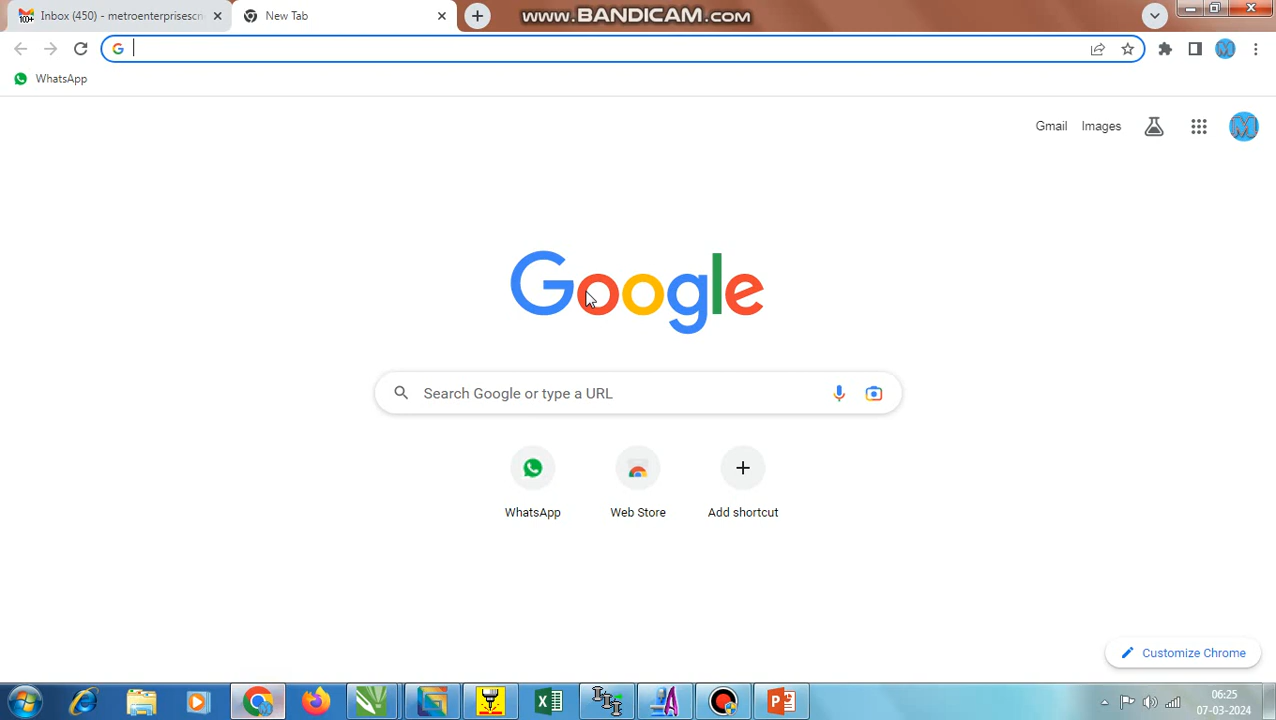 Inbox (450) - metroenterprisescn
New Tab
www.BANDICAM.com
WhatsApp
Gmail
Images
M
Google
Search Google or type a URL
WhatsApp
Web Store
Add shortcut
Customize Chrome
06:25
07-03-2024